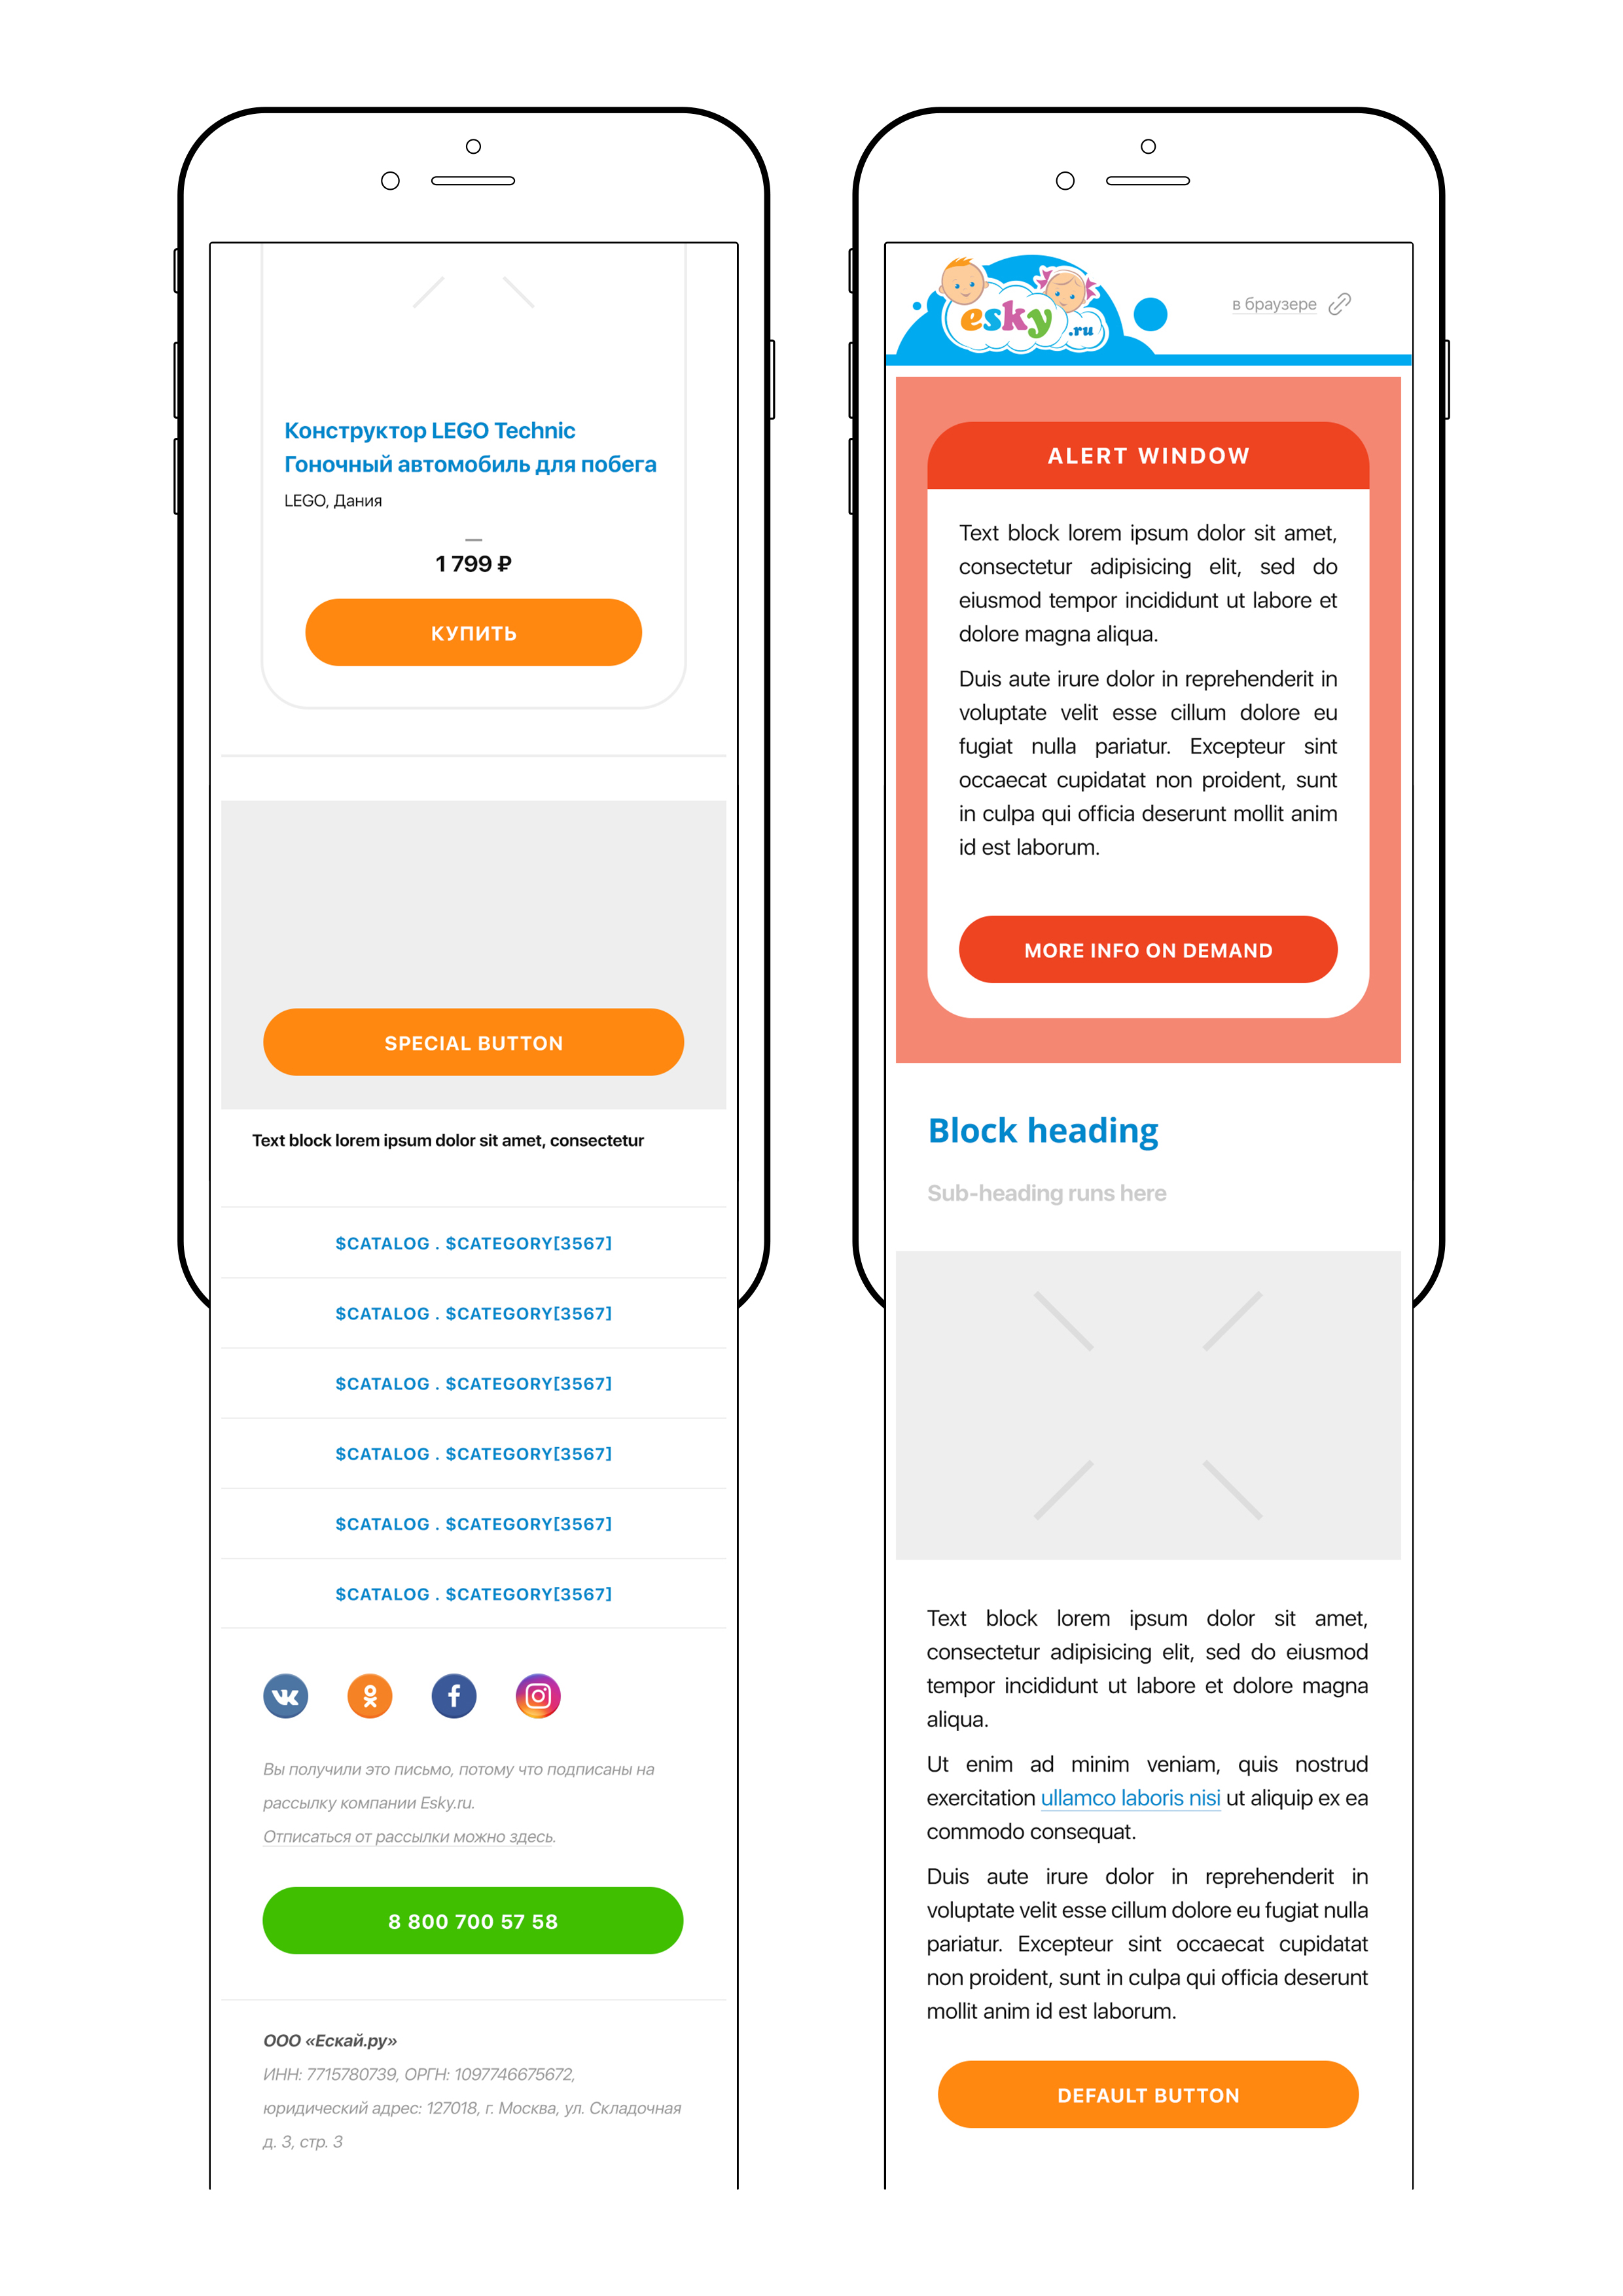 Конструктор LEGO Technic
Гоночный автомобиль для побега
LEGO, Дания
1 799 ₽
КУПИТЬ
SPECIAL BUTTON
Text block lorem ipsum dolor sit amet, consectetur
$CATALOG . $CATEGORY[3567]
$CATALOG . $CATEGORY[3567]
$CATALOG . $CATEGORY[3567]
$CATALOG . $CATEGORY[3567]
$CATALOG . $CATEGORY[3567]
$CATALOG . $CATEGORY[3567]
Вы получили это письмо, потому что подписаны на
рассылку компании Esky.ru.
Отписаться от рассылки можно здесь.
8 800 700 57 58
ООО «Ескай.ру»
ИНН: 7715780739, ОРГН: 1097746675672,
юридический адрес: 127018, г. Москва, ул. Складочная
д. 3, стр. 3
esky.ru
в браузере
ALERT WINDOW
Text block lorem ipsum dolor sit amet,
consectetur adipisicing elit, sed do
eiusmod tempor incididunt ut labore et
dolore magna aliqua.
Duis aute irure dolor in reprehenderit in
voluptate velit esse cillum dolore eu
fugiat nulla pariatur. Excepteur sint
occaecat cupidatat non proident, sunt
in culpa qui officia deserunt mollit anim
id est laborum.
MORE INFO ON DEMAND
Block heading
Sub-heading runs here
Text block lorem ipsum dolor sit amet,
consectetur adipisicing elit, sed do eiusmod
tempor incididunt ut labore et dolore magna
aliqua.
Ut enim ad minim veniam, quis nostrud
exercitation ullamco laboris nisi ut aliquip ex ea
commodo consequat.
Duis aute irure dolor in reprehenderit in
voluptate velit esse cillum dolore eu fugiat nulla
pariatur. Excepteur sint occaecat cupidatat
non proident, sunt in culpa qui officia deserunt
mollit anim id est laborum.
DEFAULT BUTTON